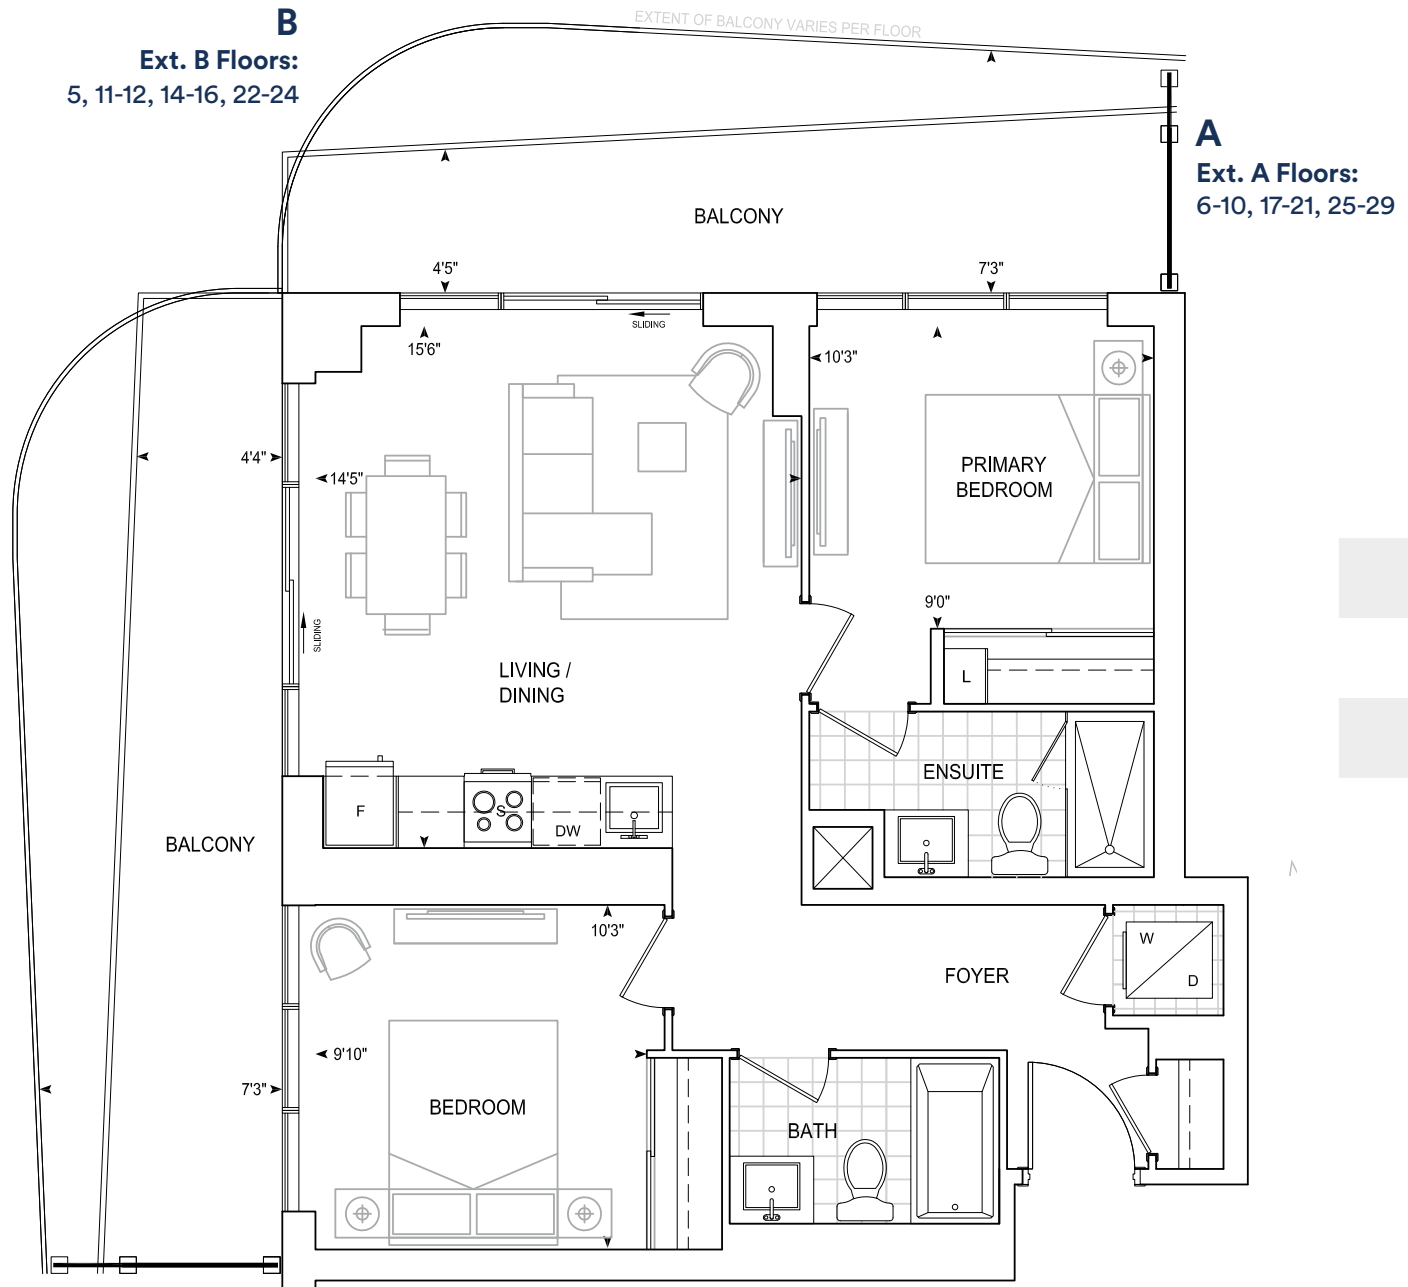 B
Ext. B Floors:
5, 11-12, 14-16, 22-24
EXTENT OF BALCONY VARIES PER FLOOR
A
Ext. A Floors:
6-10, 17-21, 25-29
BALCONY
4'5"
7'3"
SLIDING
15'6"
10'3"
4'4"
14'5"
PRIMARY
BEDROOM
9'0"
SLIDING
LIVING /
DINING
L
ENSUITE
F
S
DW
BALCONY
10'3"
W
D
FOYER
9'10"
7'3"
BEDROOM
BATH